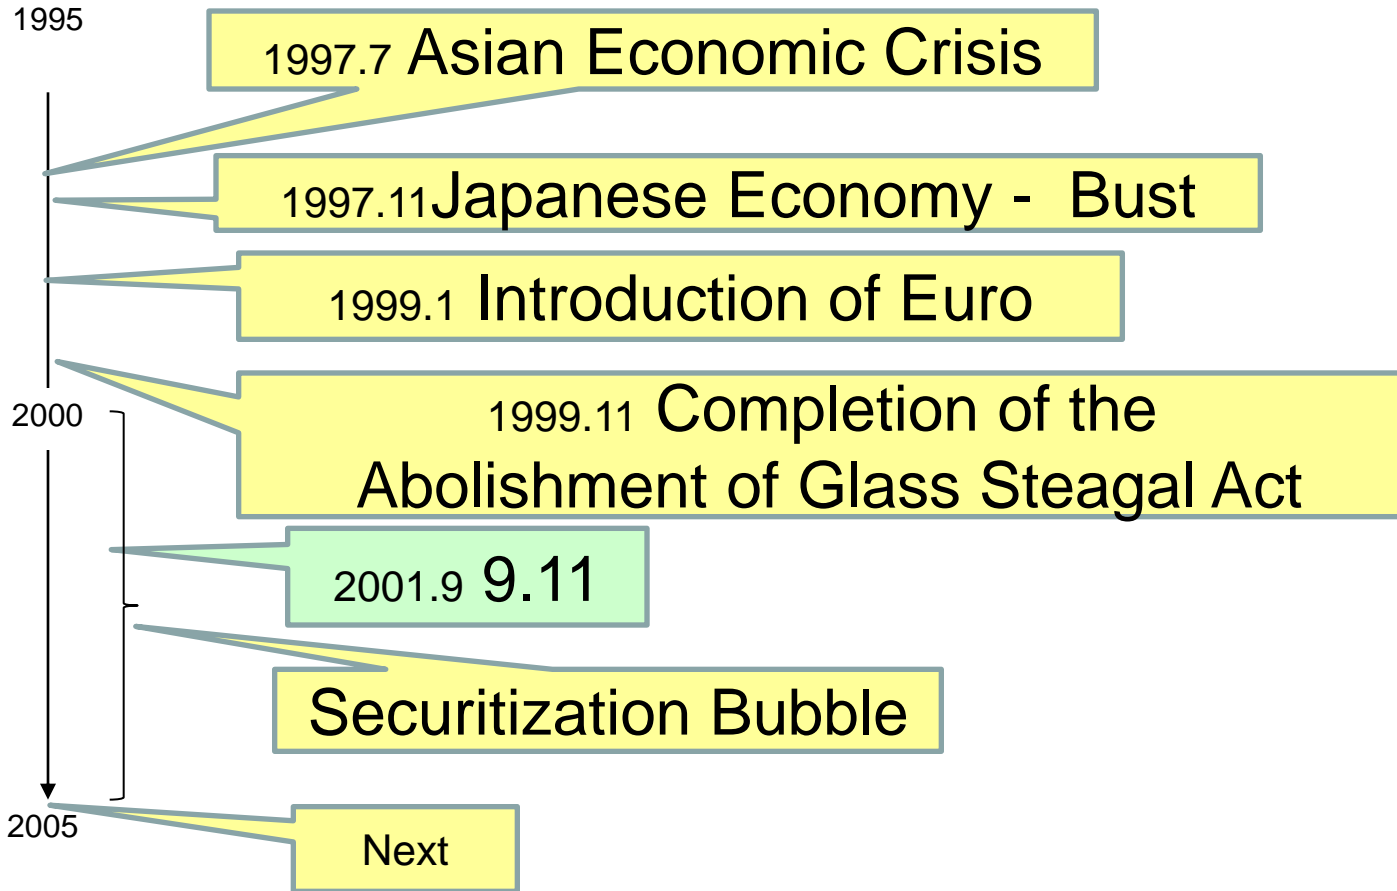 1995
1997.7 Asian Economic Crisis
1997.11Japanese Economy - Bust
1999.1 Introduction of Euro
1999.11 Completion of the
Abolishment of Glass Steagal Act
2000
2001.9 9.11
Securitization Bubble
2005
Next